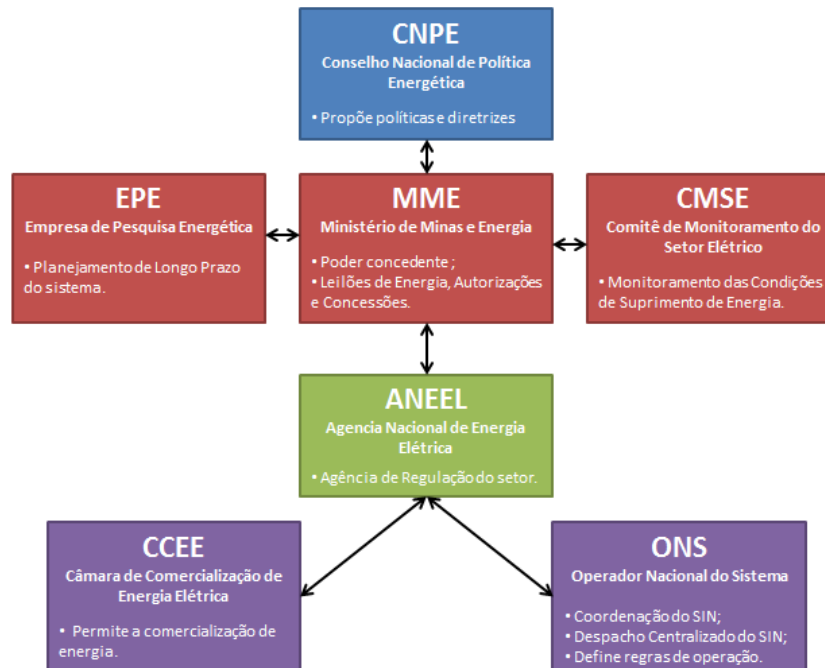 CNPE
Conselho Nacional de Política
Energética
• Propõe políticas e diretrizes
EPE
Empresa de Pesquisa Energética
• Planejamento de Longo Prazo
do sistema.
MME
Ministério de Minas e Energia
• Poder concedente ;
• Leilões de Energia, Autorizações
e Concessões.
CMSE
Comitê de Monitoramento do
Setor Elétrico
• Monitoramento das Condições
de Suprimento de Energia.
ANEEL
Agencia Nacional de Energia
Elétrica
• Agência de Regulação do setor.
CCEE
Câmara de Comercialização de
Energia Elétrica
• Permite a comercialização de
energia.
ONS
Operador Nacional do Sistema
• Coordenação do SIN;
• Despacho Centralizado do SIN;
• Define regras de operação.